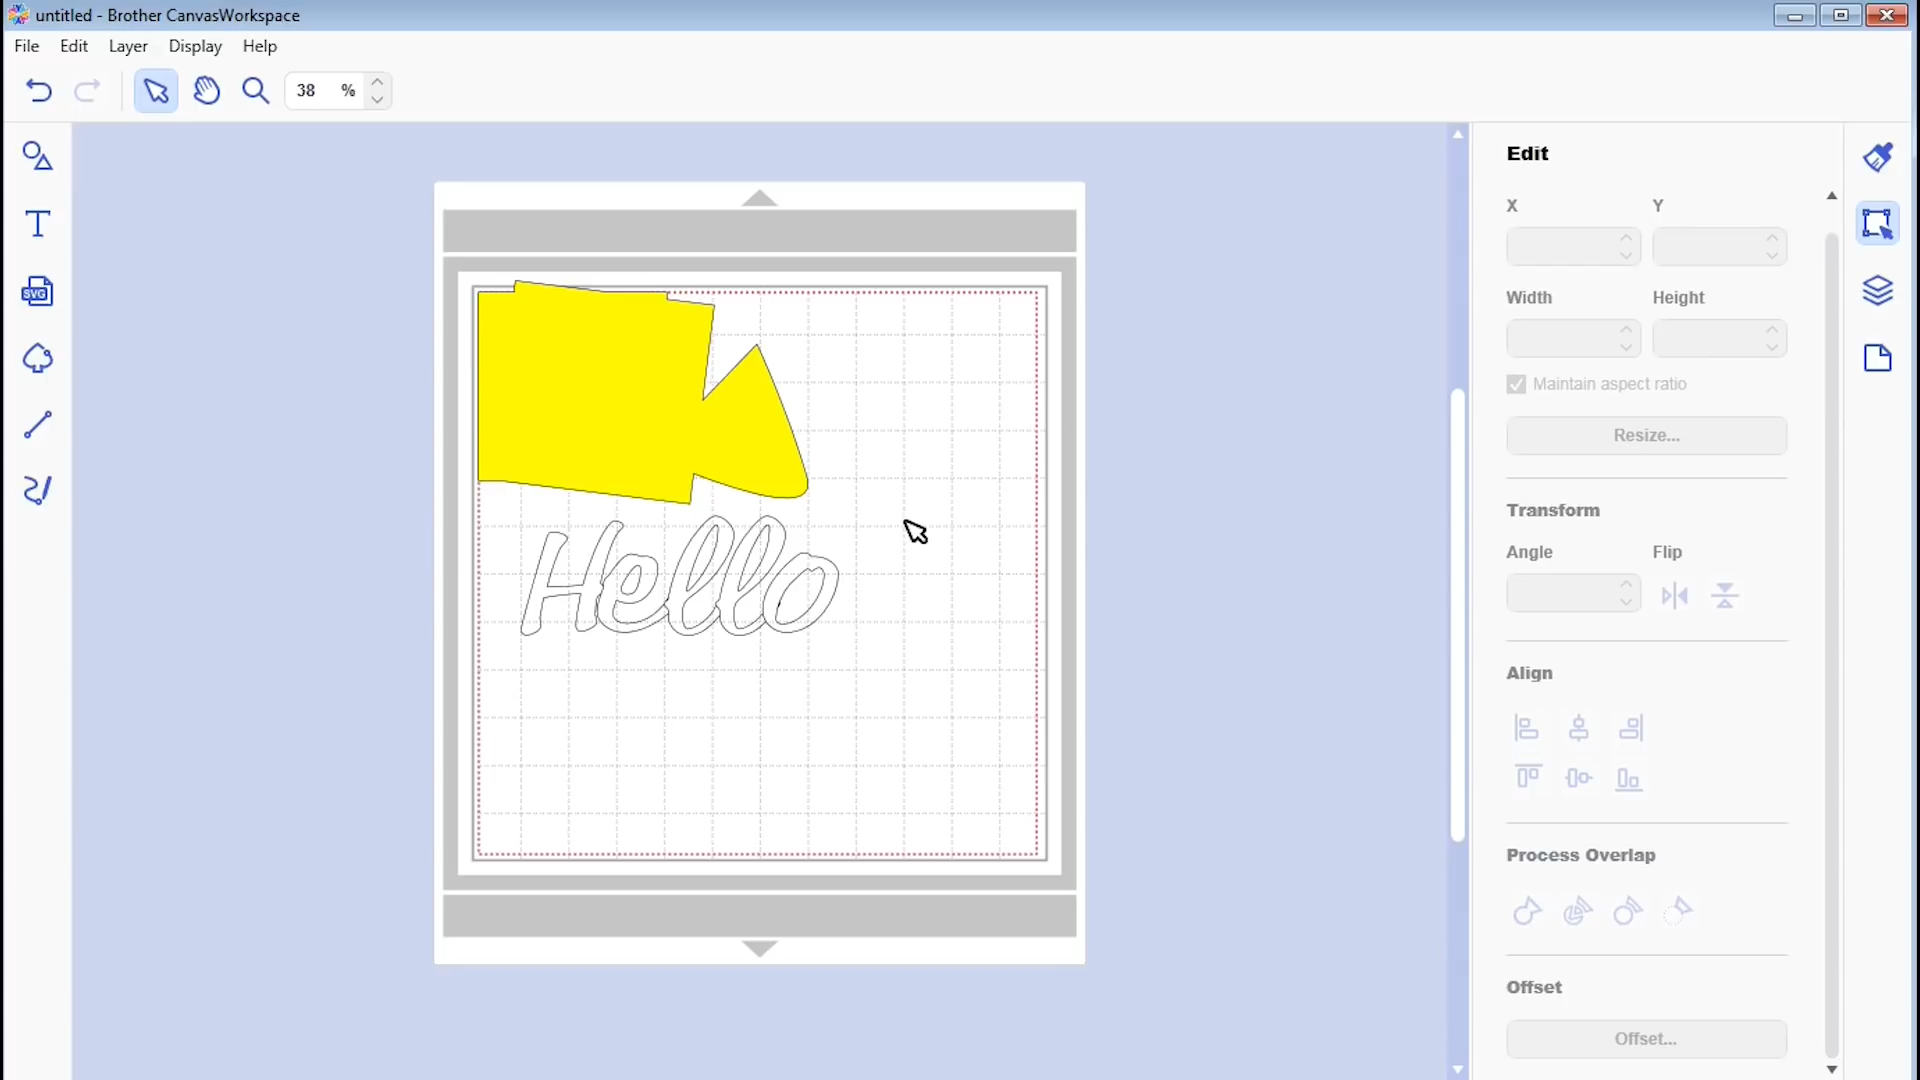 untitled - Brother CanvasWorkspace
File Edit Layer Display Help
38 %
SVG
Edit
X Y
Width Height
Maintain aspect ratio
Resize...
Transform
Angle Flip
Align
Process Overlap
Offset
Offset...
Hello